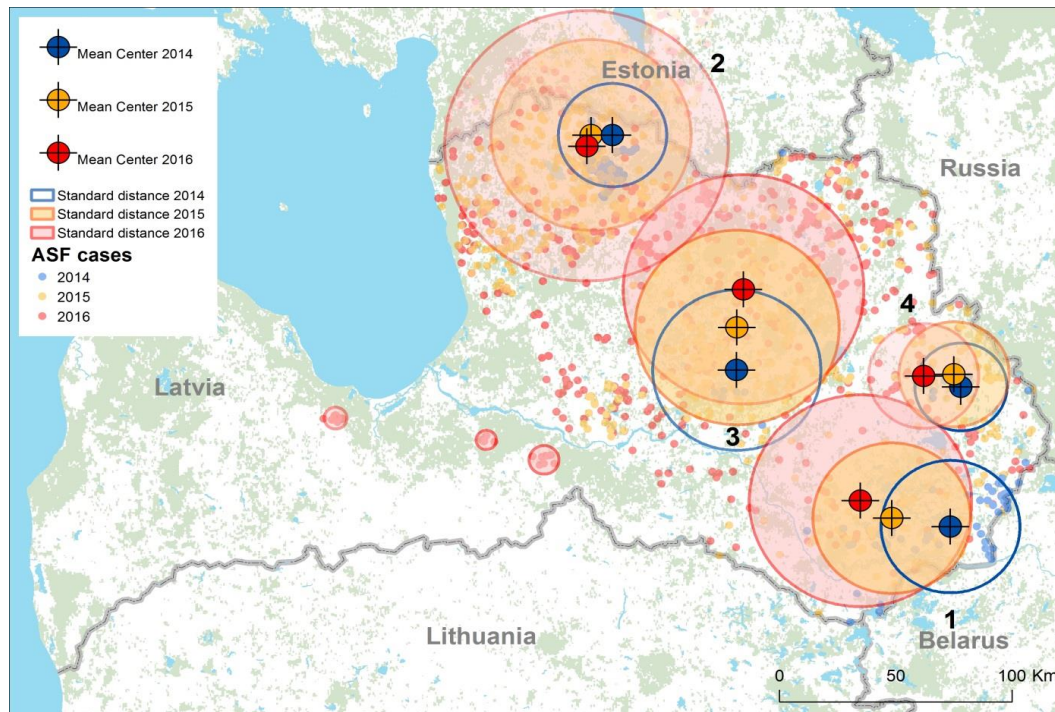 Mean Center 2014
Mean Center 2015
Mean Center 2016
Standard distance 2014
Standard distance 2015
Standard distance 2016
ASF cases
2014
2015
2016
2
Estonia
Russia
4
Latvia
3
Lithuania
1
Belarus
0 50 100 Km